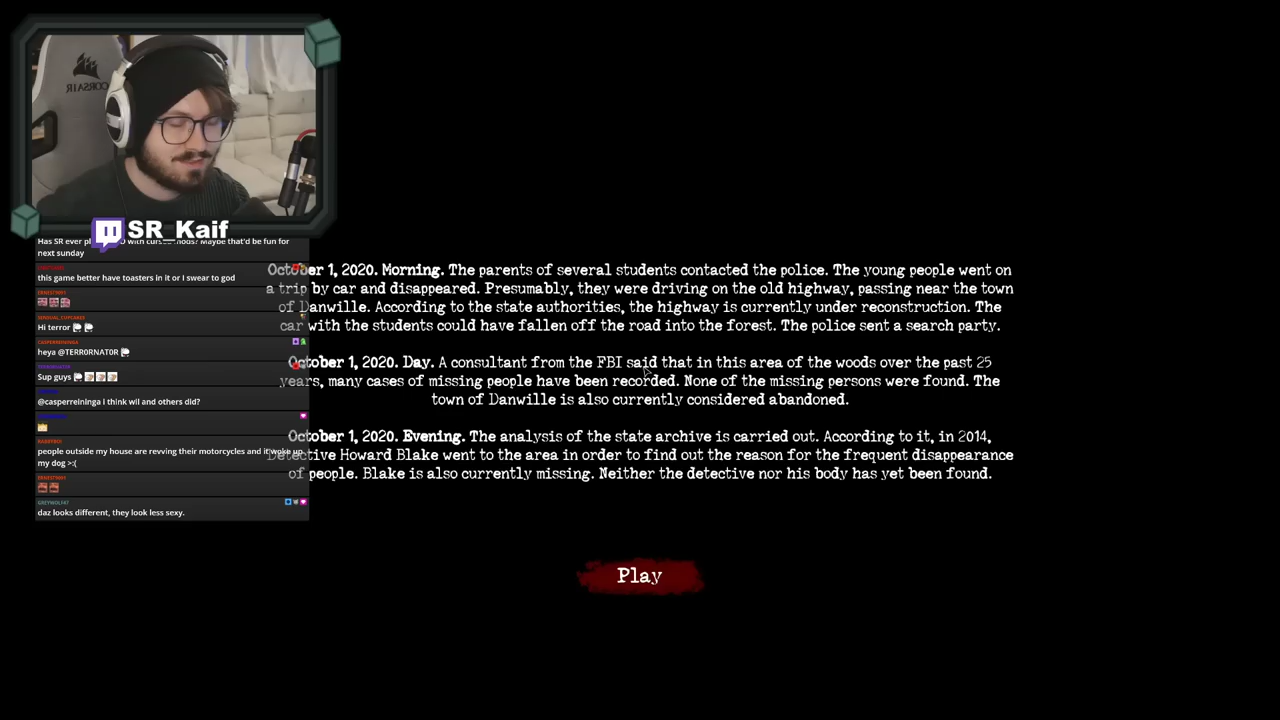 CORSAIR
SR_Kaif
Has SR ever
with
mods? Maybe that'd be fun for
next sunday
this game better have toasters in it or I swear to god
Hi terror
heya @TERR0RNAT0R
Sup guys
@casperreininga i think wil and others did?
people outside my house are revving their motorcycles and it woke up
my dog >:(
daz looks different, they look less sexy.
October 1, 2020. Morning. The parents of several students contacted the police. The young people went on
a trip by car and disappeared. Presumably, they were driving on the old highway, passing near the town
of Danville. According to the state authorities, the highway is currently under reconstruction. The
car with the students could have fallen off the road into the forest. The police sent a search party.
October 1, 2020. Day. A consultant from the FBI said that in this area of the woods over the past 25
years, many cases of missing people have been recorded. None of the missing persons were found. The
town of Danville is also currently considered abandoned.
October 1, 2020. Evening. The analysis of the state archive is carried out. According to it, in 2014,
Detective Howard Blake went to the area in order to find out the reason for the frequent disappearance
of people. Blake is also currently missing. Neither the detective nor his body has yet been found.
Play